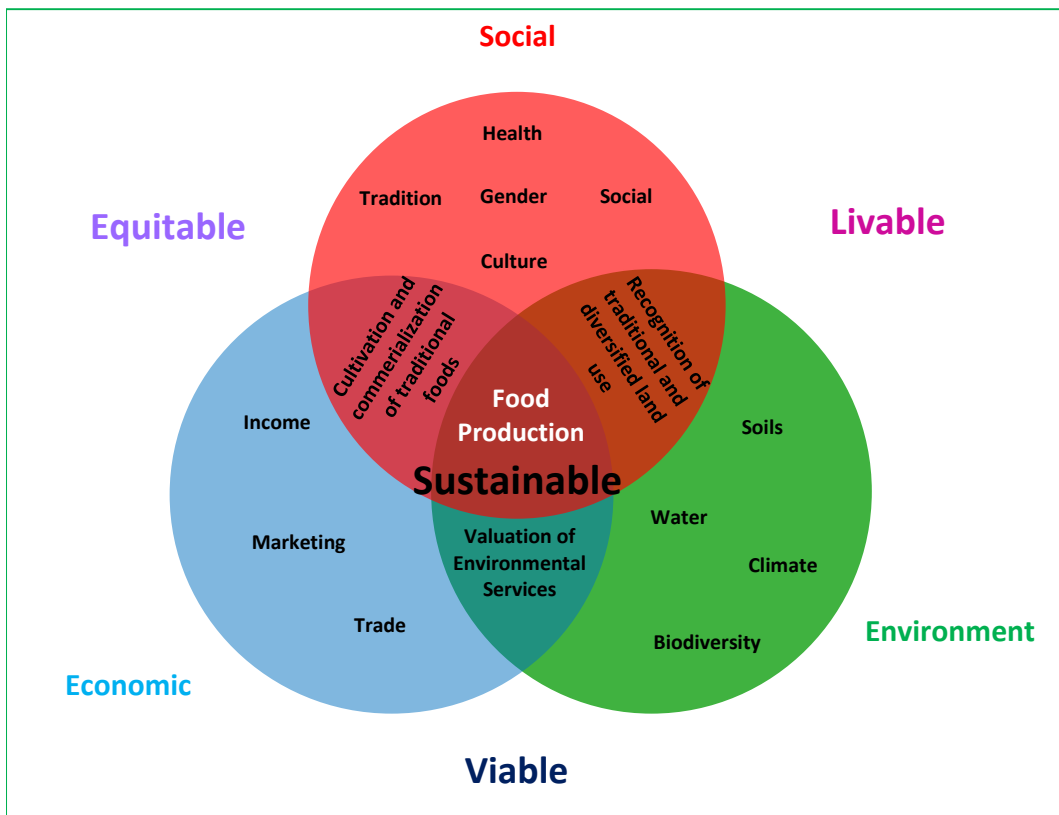 Social
Health
Tradition
Gender
Social
Culture
Equitable
Livable
Cultivation and
commerialization
of traditional
foods
Recognition of
traditional and
diversified land
use
Food
Production
Sustainable
Income
Marketing
Trade
Valuation of
Environmental
Services
Soils
Water
Climate
Biodiversity
Environment
Economic
Viable